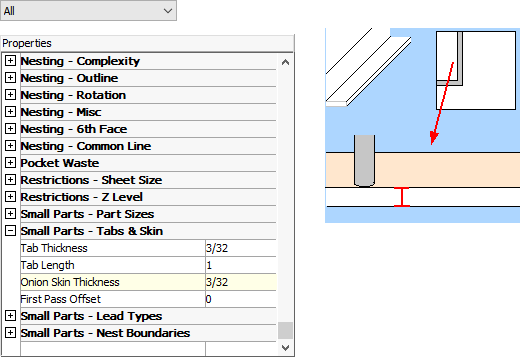 All
Properties
Nesting - Complexity
Nesting - Outline
Nesting - Rotation
Nesting - Misc
Nesting - 6th Face
Nesting - Common Line
Pocket Waste
Restrictions - Sheet Size
Restrictions - Z Level
Small Parts - Part Sizes
Small Parts - Tabs & Skin
Tab Thickness 3/32
Tab Length 1
Onion Skin Thickness 3/32
First Pass Offset 0
Small Parts - Lead Types
Small Parts - Nest Boundaries